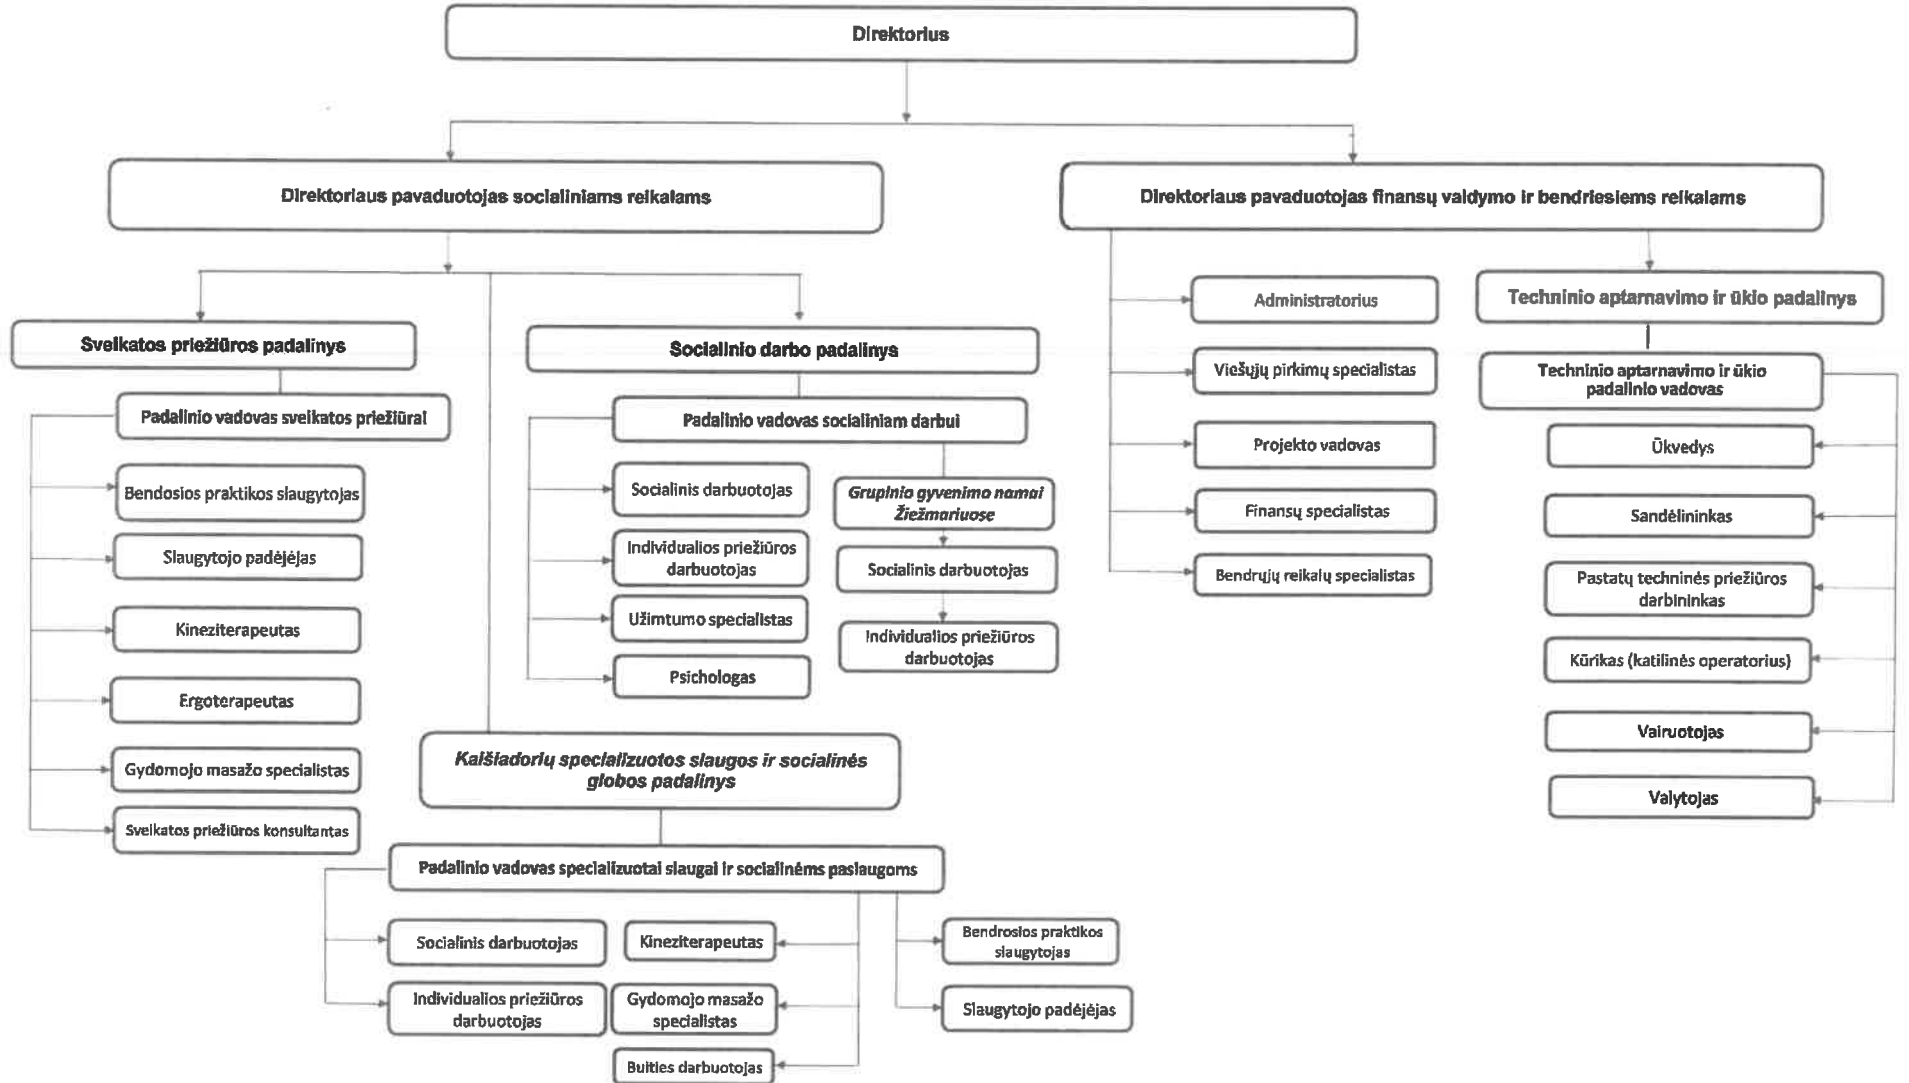 Direktorius
Direktoriaus pavaduotojas socialiniams reikalams
Direktoriaus pavaduotojas finansų valdymo ir bendriesiems reikalams
Sveikatos priežiūros padalinys
Padalinio vadovas sveikatos priežiūrai
Bendosios praktikos slaugytojas
Slaugytojo padėjėjas
Kineziterapeutas
Ergoterapeutas
Gydomojo masažo specialistas
Sveikatos priežiūros konsultantas
Socialinio darbo padalinys
Padalinio vadovas socialiniam darbui
Socialinis darbuotojas
Individualios priežiūros
darbuotojas
Užimtumo specialistas
Psichologas
Grupinio gyvenimo namai
Žiežmariuose
Socialinis darbuotojas
Individualios priežiūros
darbuotojas
Kaišiadorių specializuotos slaugos ir socialinės
globos padalinys
Padalinio vadovas specializuotai slaugai ir socialinėms paslaugoms
Socialinis darbuotojas
Individualios priežiūros
darbuotojas
Kineziterapeutas
Gydomojo masažo
specialistas
Buities darbuotojas
Bendrosios praktikos
slaugytojas
Slaugytojo padėjėjas
Administratorius
Viešųjų pirkimų specialistas
Projekto vadovas
Finansų specialistas
Bendrųjų reikalų specialistas
Techninio aptarnavimo ir ūkio padalinys
Techninio aptarnavimo ir ūkio
padalinio vadovas
Ūkvedys
Sandėlininkas
Pastatų techninės priežiūros
darbininkas
Kūrikas (katilinės operatorius)
Vairuotojas
Valytojas